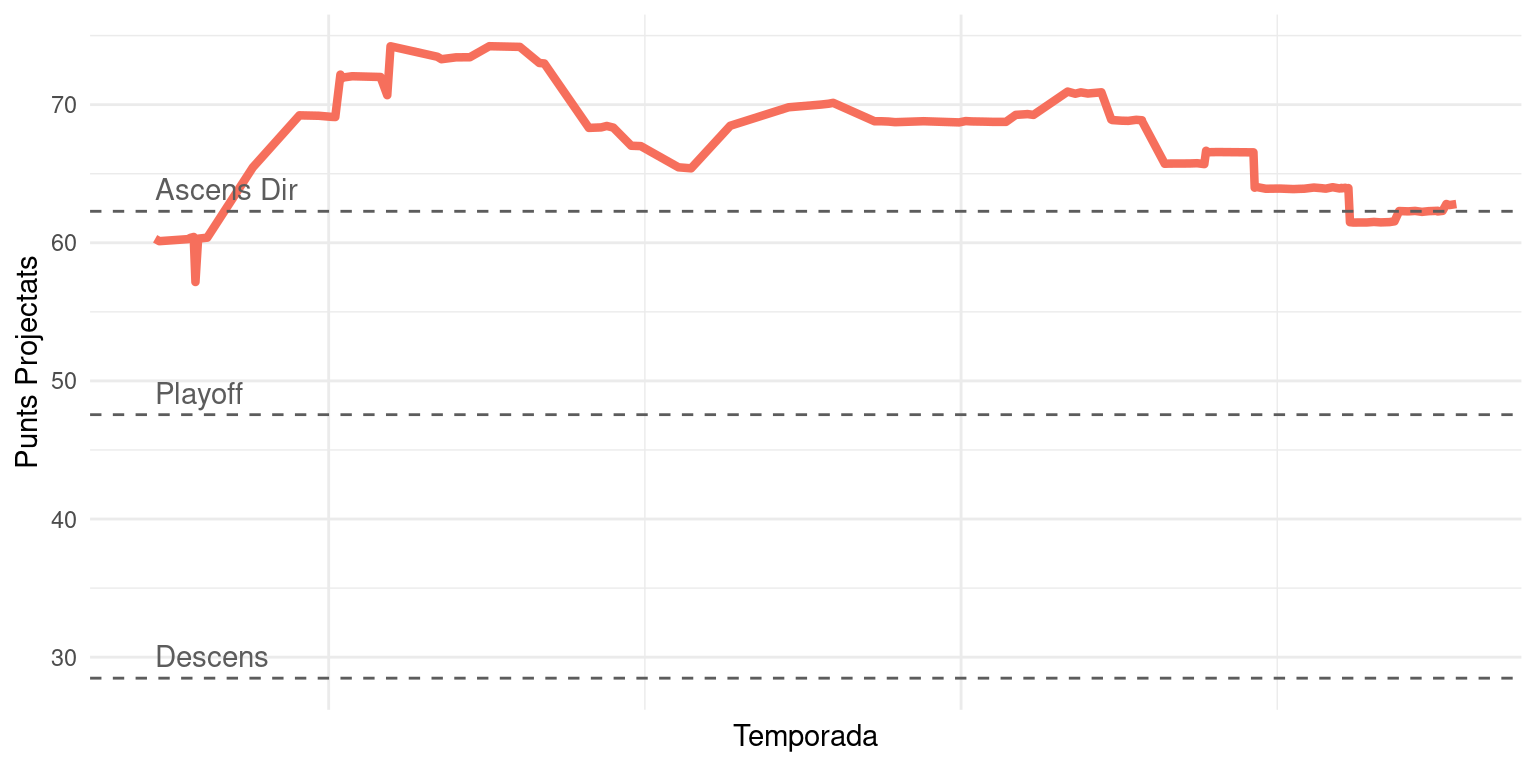 70
60
50
40
30
Punts Projectats
Ascens Dir
Playoff
Descens
Temporada